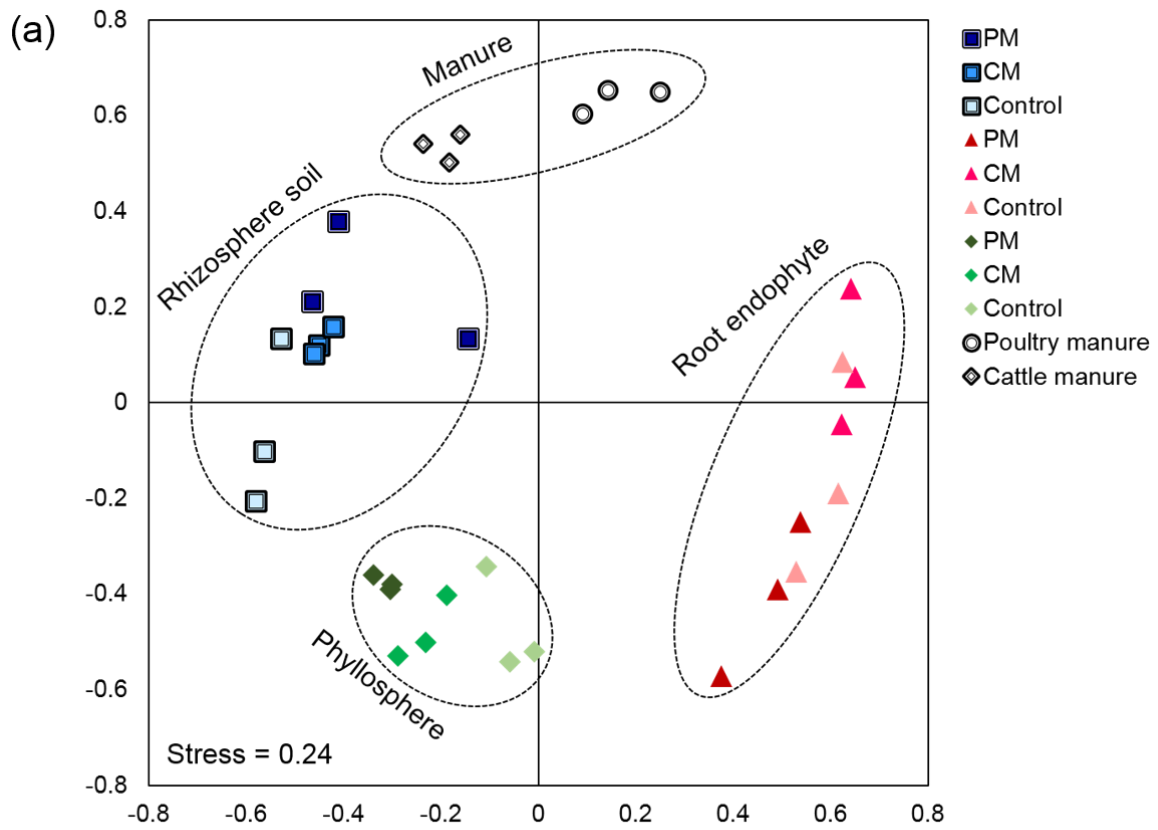 (a)
0.8
0.6
0.4
0.2
0
-0.2
-0.4
-0.6
-0.8
-0.8
-0.6
-0.4
-0.2
0
0.2
0.4
0.6
0.8
Manure
Rhizosphere soil
Root endophyte
Phyllosphere
Stress = 0.24
PM
CM
Control
PM
CM
Control
PM
CM
Control
Poultry manure
Cattle manure